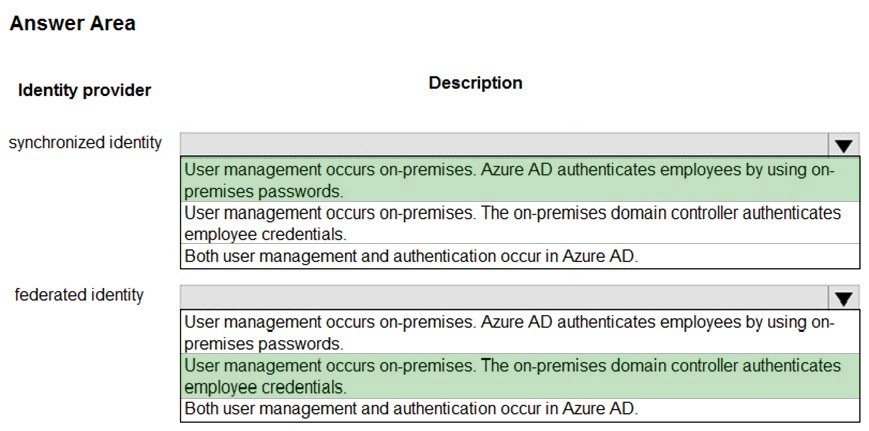 Answer Area
Identity provider
Description
synchronized identity
User management occurs on-premises. Azure AD authenticates employees by using on-
premises passwords.
User management occurs on-premises. The on-premises domain controller authenticates
employee credentials.
Both user management and authentication occur in Azure AD.
federated identity
User management occurs on-premises. Azure AD authenticates employees by using on-
premises passwords.
User management occurs on-premises. The on-premises domain controller authenticates
employee credentials.
Both user management and authentication occur in Azure AD.